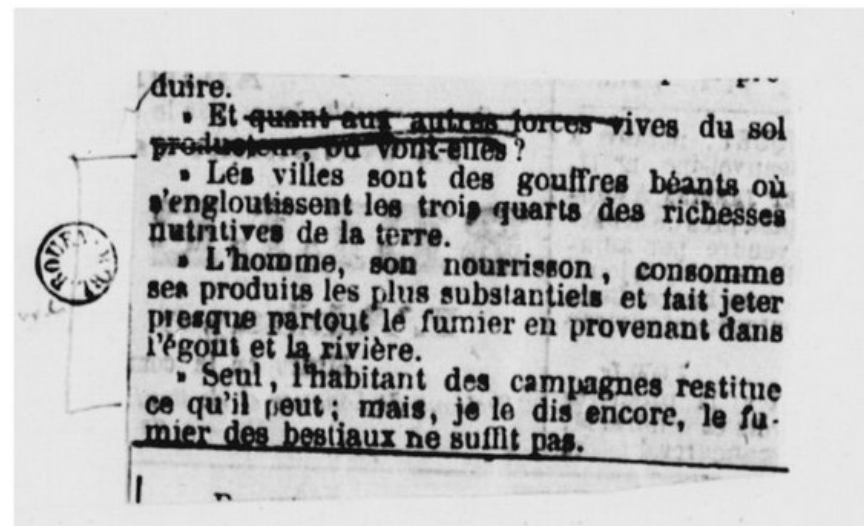 duire.
» Et quant aux autres forces vives du sol
producteur, où vont-elles ?
» Les villes sont des gouffres béants où
s'engloutissent les trois quarts des richesses
nutritives de la terre.
» L'homme, son nourrisson, consomme
ses produits les plus substantiels et fait jeter
presque partout le fumier en provenant dans
l'égout et la rivière.
» Seul, l'habitant des campagnes restitue
ce qu'il peut ; mais, je le dis encore, le fu-
mier des bestiaux ne suffit pas.
ROUEN